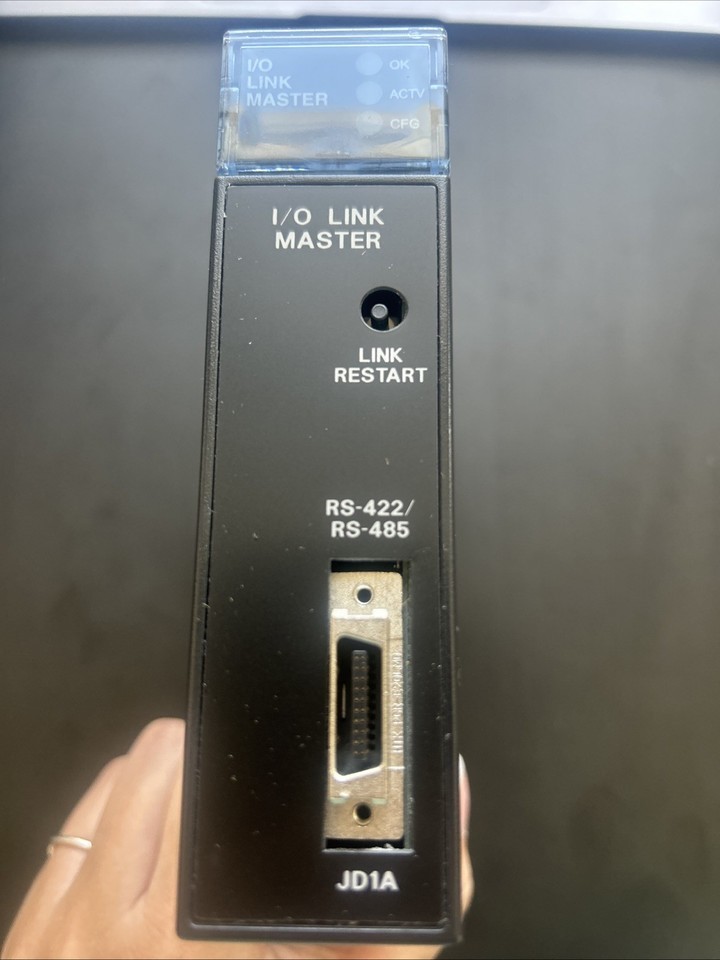 I/O
LINK
MASTER
OK
ACTV
CFG
I/O LINK
MASTER
LINK
RESTART
RS-422/
RS-485
JD1A